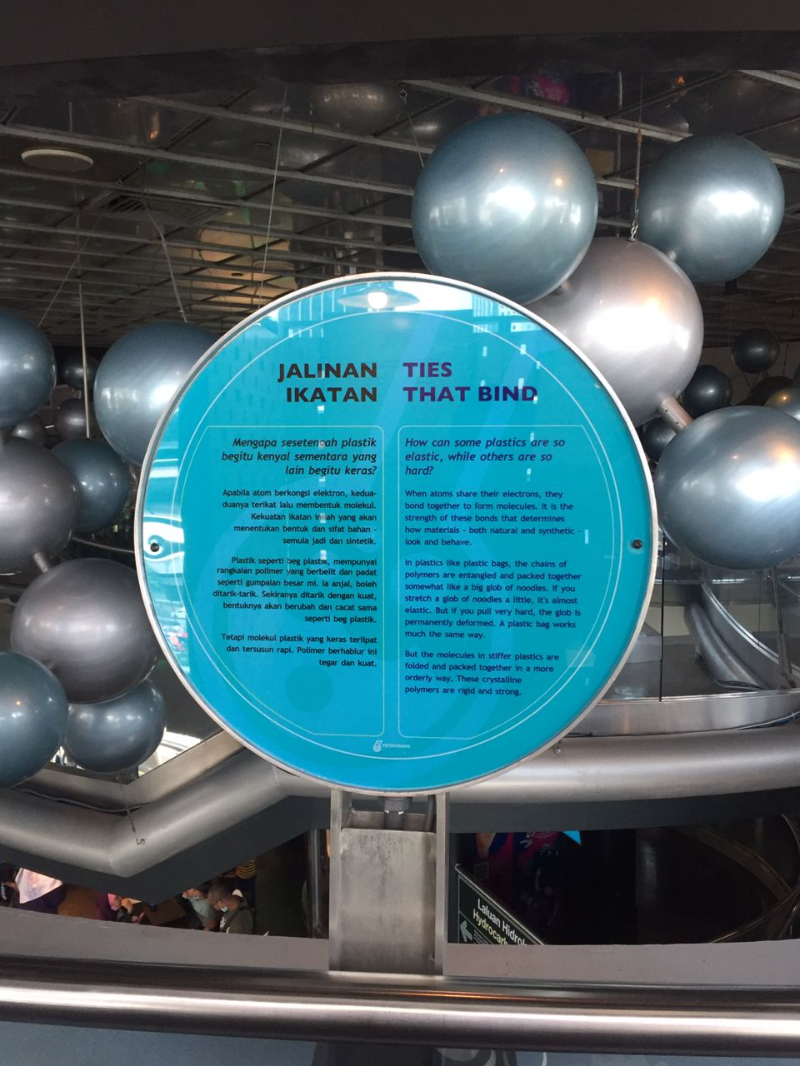 JALINAN
IKATAN
Mengapa sesetengah plastik
begitu kenyal sementara yang
lain begitu keras?
Apabila atom berkongsi elektron, kedua-
duanya terikat lalu membentuk molekul.
Kekuatan ikatan inilah yang akan
menentukan bentuk dan sifat bahan -
semula jadi dan sintetik.
Plastik seperti beg plastik, mempunyai
rangkaian polimer yang berbelit dan padat
seperti gumpalan besar mi. Ia anjal, boleh
ditarik-tarik. Sekiranya ditarik dengan kuat,
bentuknya akan berubah dan cacat sama
seperti beg plastik.
Tetapi molekul plastik yang keras terlipat
dan tersusun rapi. Polimer berhablur ini
tegar dan kuat.
TIES
THAT BIND
How can some plastics are so
elastic, while others are so
hard?
When atoms share their electrons, they
bond together to form molecules. It is the
strength of these bonds that determines
how materials - both natural and synthetic -
look and behave.
In plastics like plastic bags, the chains of
polymers are entangled and packed together
somewhat like a big glob of noodles. If you
stretch a glob of noodles a little, it's almost
elastic. But if you pull very hard, the glob is
permanently deformed. A plastic bag works
much the same way.
But the molecules in stiffer plastics are
folded and packed together in a more
orderly way. These crystalline
polymers are rigid and strong.
PETRONAS
Laluan